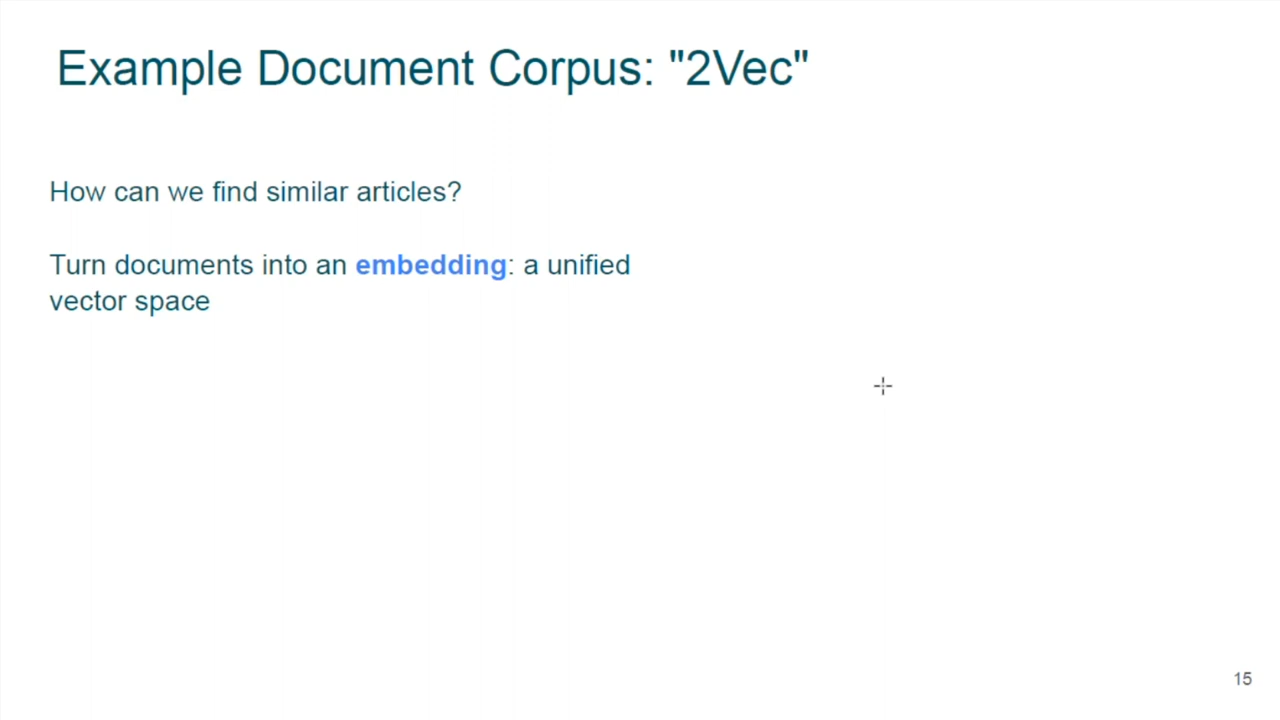 Example Document Corpus: "2Vec"
How can we find similar articles?
Turn documents into an embedding: a unified
vector space
15